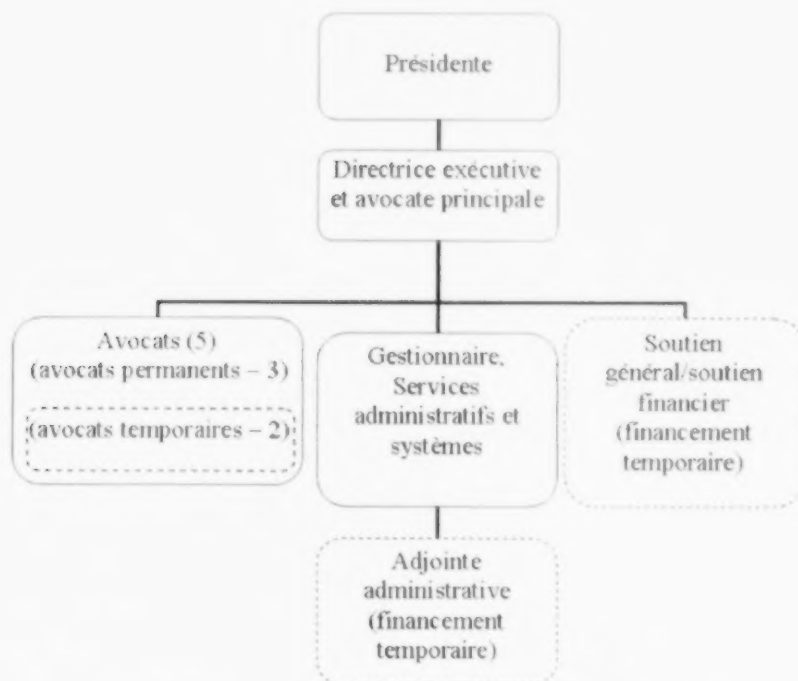 Présidente
Directrice exécutive
et avocate principale
Avocats (5)
(avocats permanents – 3)
(avocats temporaires – 2)
Gestionnaire,
Services
administratifs et
systèmes
Soutien
général/soutien
financier
(financement
temporaire)
Adjointe
administrative
(financement
temporaire)